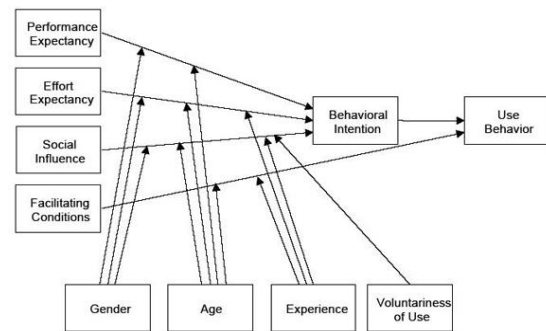 Performance
Expectancy
Effort
Expectancy
Social
Influence
Facilitating
Conditions
Behavioral
Intention
Use
Behavior
Gender
Age
Experience
Voluntariness
of Use